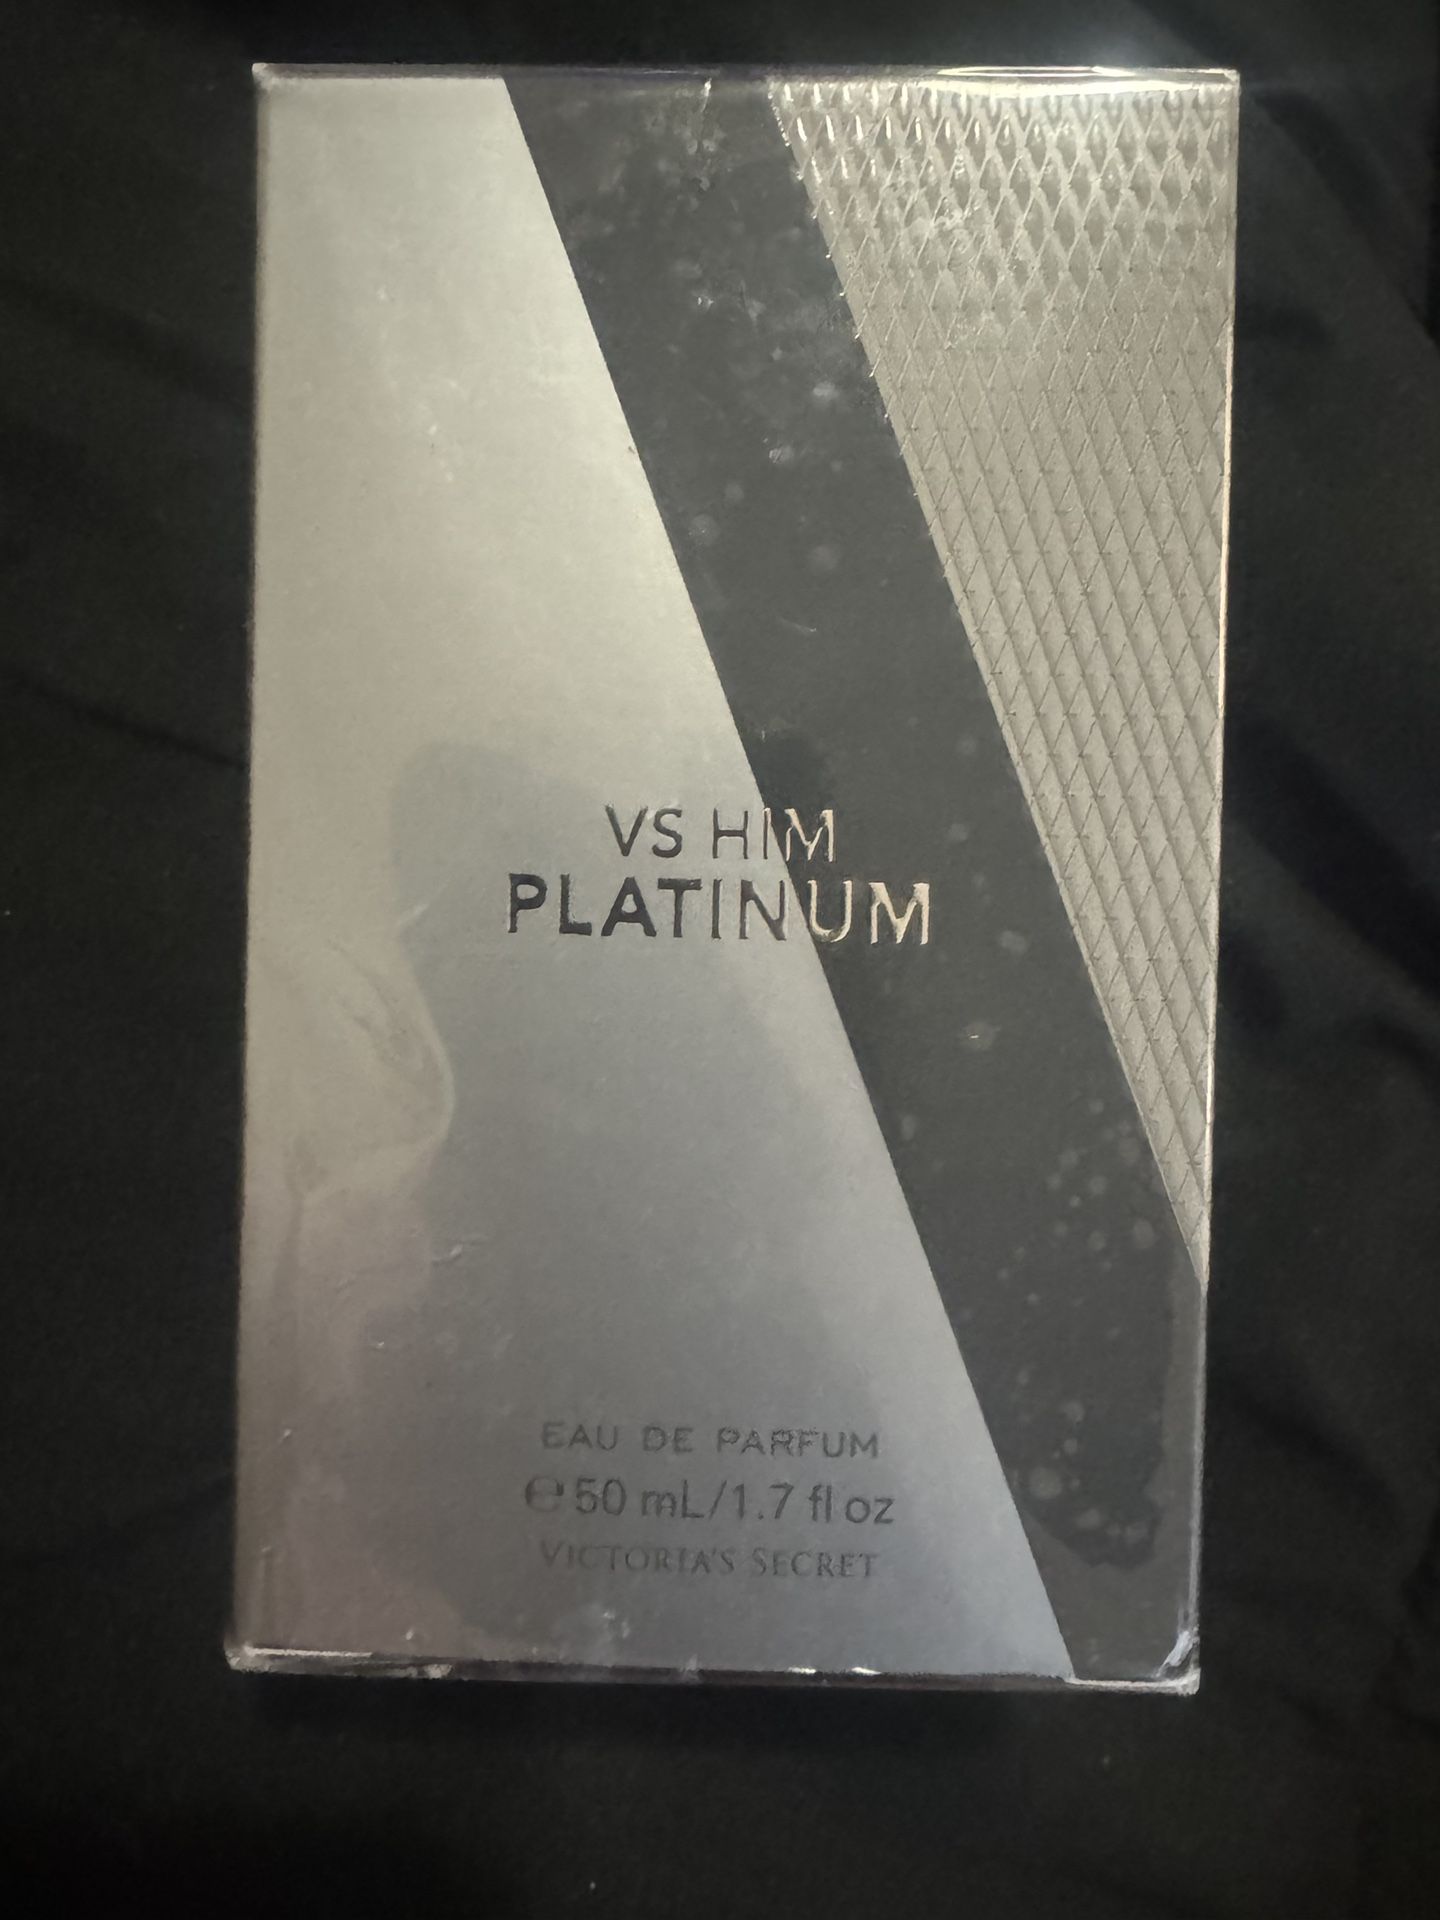 VS HIM
PLATINUM
EAU DE PARFUM
℮ 50 mL/1.7 fl oz
VICTORIA'S SECRET